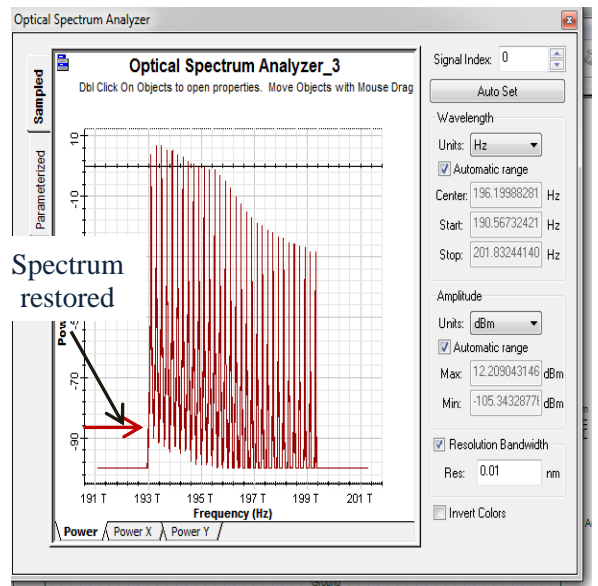 Optical Spectrum Analyzer
Sampled
Parameterized
Optical Spectrum Analyzer_3
Dbl Click On Objects to open properties. Move Objects with Mouse Drag
10
-10
-70
-90
Spectrum
restored
191 T 193 T 195 T 197 T 199 T 201 T
Frequency (Hz)
Power Power X Power Y
Signal Index: 0
Auto Set
Wavelength
Units: Hz
Automatic range
Center: 196.19988281 Hz
Start: 190.56732421 Hz
Stop: 201.83244140 Hz
Amplitude
Units: dBm
Automatic range
Max: 12.209043146 dBm
Min: -105.34328776 dBm
Resolution Bandwidth
Res: 0.01 nm
Invert Colors
Ground